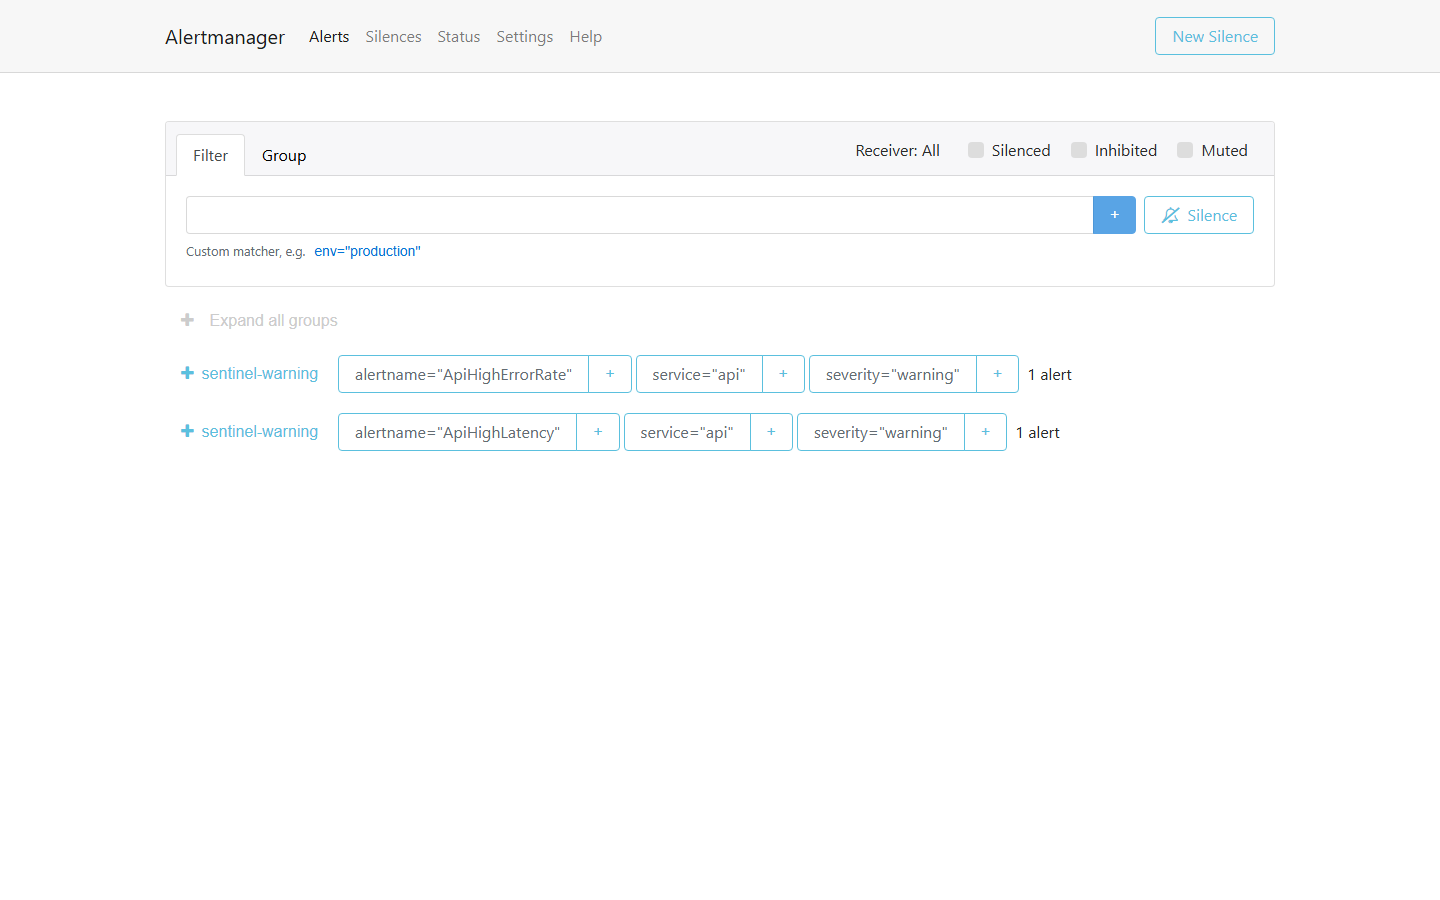 Alertmanager Alerts Silences Status Settings Help New Silence
Filter Group Receiver: All Silenced Inhibited Muted
+ Silence
Custom matcher, e.g. env="production"
+ Expand all groups
+ sentinel-warning alertname="ApiHighErrorRate" + service="api" + severity="warning" + 1 alert
+ sentinel-warning alertname="ApiHighLatency" + service="api" + severity="warning" + 1 alert